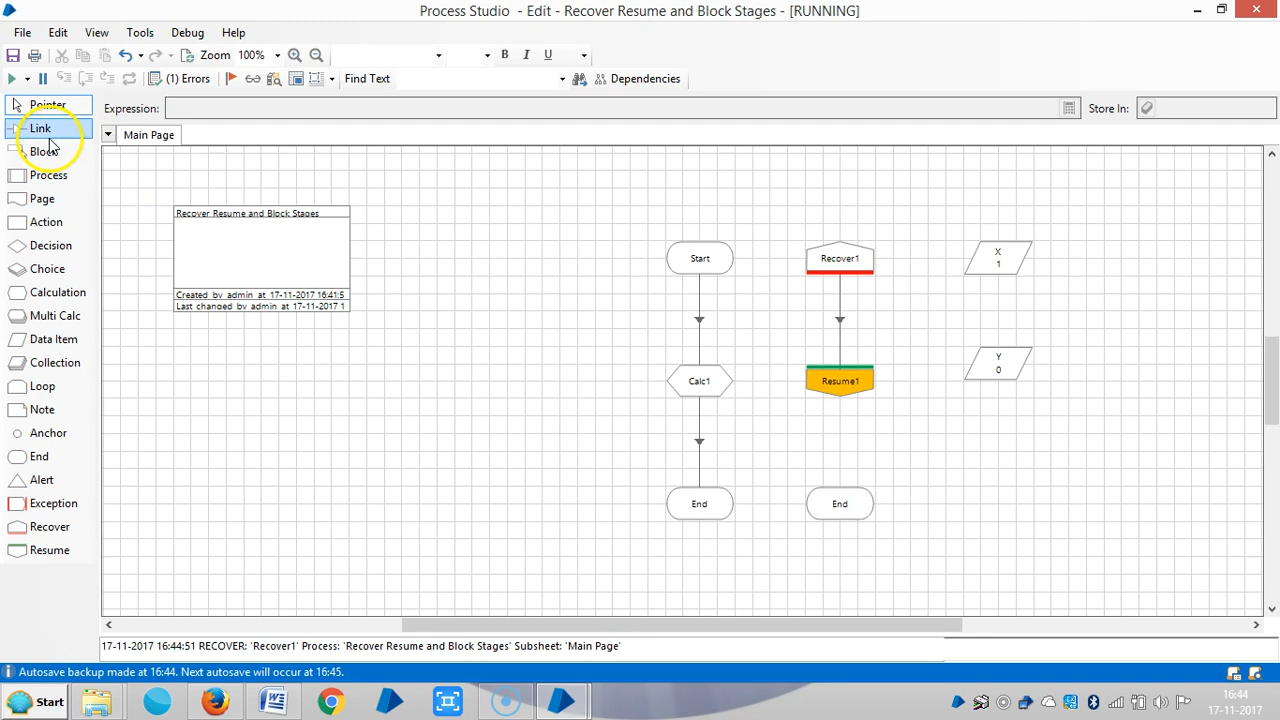 Process Studio - Edit - Recover Resume and Block Stages - [RUNNING]
File Edit View Tools Debug Help
Zoom 100% B I U
(1) Errors Find Text Dependencies
Pointer
Link
Block
Process
Page
Action
Decision
Choice
Calculation
Multi Calc
Data Item
Collection
Loop
Note
Anchor
End
Alert
Exception
Recover
Resume
Expression: Store In:
Main Page
Recover Resume and Block Stages
Created by admin at 17-11-2017 16:41:5
Last changed by admin at 17-11-2017 1
Start
Calc1
End
Recover1
Resume1
End
X
1
Y
0
17-11-2017 16:44:51 RECOVER: 'Recover1' Process: 'Recover Resume and Block Stages' Subsheet: 'Main Page'
Autosave backup made at 16:44. Next autosave will occur at 16:45.
Start
16:44
17-11-2017